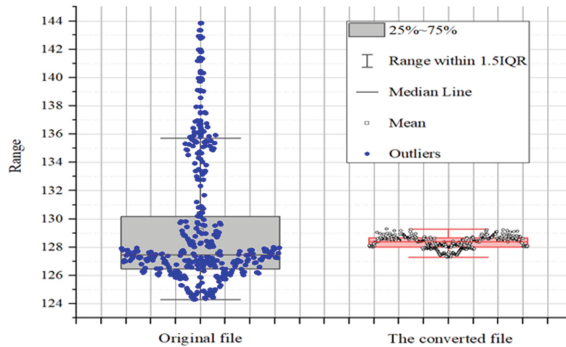 144
142
140
138
136
134
132
130
128
126
124
Range
25%~75%
Range within 1.5IQR
Median Line
Mean
Outliers
Original file
The converted file